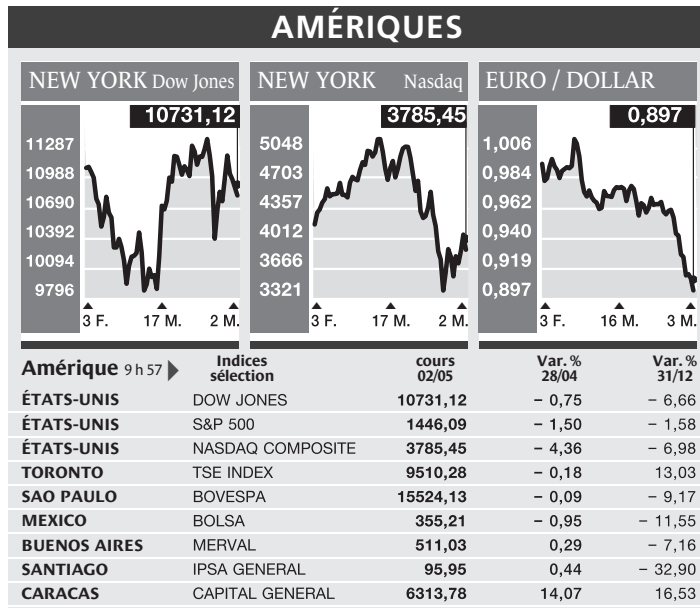 AMÉRIQUES
NEW YORK Dow Jones
10731,12
11287
10988
10690
10392
10094
9796
3 F. 17 M. 2 M.
NEW YORK Nasdaq
3785,45
5048
4703
4357
4012
3666
3321
3 F. 17 M. 2 M.
EURO / DOLLAR
0,897
1,006
0,984
0,962
0,940
0,919
0,897
3 F. 16 M. 3 M.
Amérique 9 h 57 Indices sélection cours 02/05 Var. % 28/04 Var. % 31/12
ÉTATS-UNIS DOW JONES 10731,12 – 0,75 – 6,66
ÉTATS-UNIS S&P 500 1446,09 – 1,50 – 1,58
ÉTATS-UNIS NASDAQ COMPOSITE 3785,45 – 4,36 – 6,98
TORONTO TSE INDEX 9510,28 – 0,18 13,03
SAO PAULO BOVESPA 15524,13 – 0,09 – 9,17
MEXICO BOLSA 355,21 – 0,95 – 11,55
BUENOS AIRES MERVAL 511,03 0,29 – 7,16
SANTIAGO IPSA GENERAL 95,95 0,44 – 32,90
CARACAS CAPITAL GENERAL 6313,78 14,07 16,53